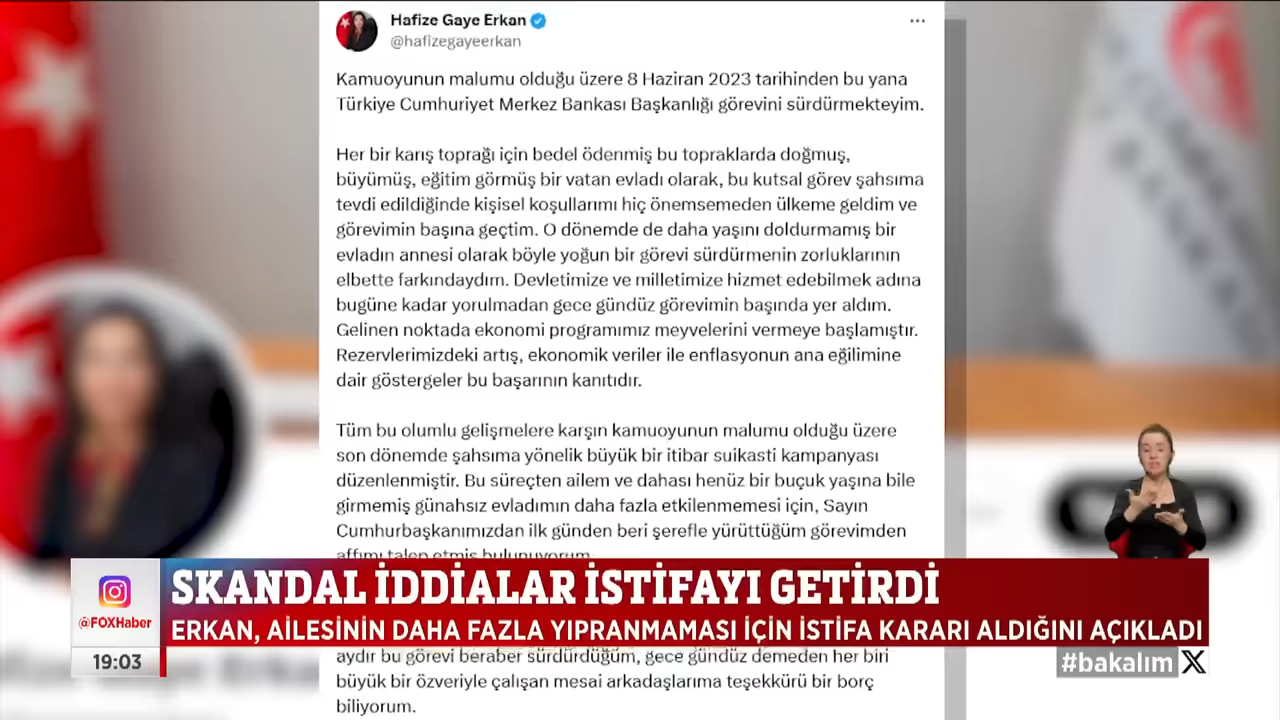 Hafize Gaye Erkan
@hafizegayeerkan
Kamuoyunun malumu olduğu üzere 8 Haziran 2023 tarihinden bu yana
Türkiye Cumhuriyet Merkez Bankası Başkanlığı görevini sürdürmekteyim.
Her bir karış toprağı için bedel ödenmiş bu topraklarda doğmuş,
büyümüş, eğitim görmüş bir vatan evladı olarak, bu kutsal görev şahsıma
tevdi edildiğinde kişisel koşullarımı hiç önemsemeden ülkeme geldim ve
görevimin başına geçtim. O dönemde de daha yaşını doldurmamış bir
evladın annesi olarak böyle yoğun bir görevi sürdürmenin zorluklarının
elbette farkındaydım. Devletimize ve milletimize hizmet edebilmek adına
bugüne kadar yorulmadan gece gündüz görevimin başında yer aldım.
Gelinen noktada ekonomi programımız meyvelerini vermeye başlamıştır.
Rezervlerimizdeki artış, ekonomik veriler ile enflasyonun ana eğilimine
dair göstergeler bu başarının kanıtıdır.
Tüm bu olumlu gelişmelere karşın kamuoyunun malumu olduğu üzere
son dönemde şahsıma yönelik büyük bir itibar suikasti kampanyası
düzenlenmiştir. Bu süreçten ailem ve dahası henüz bir buçuk yaşına bile
girmemiş günahsız evladımın daha fazla etkilenmemesi için, Sayın
Cumhurbaşkanımızdan ilk günden beri şerefle yürüttüğüm görevimden
affımı talep etmiş bulunuyorum.
SKANDAL İDDİALAR İSTİFAYI GETİRDİ
@FOXHaber
ERKAN, AİLESİNİN DAHA FAZLA YIPRANMAMASI İÇİN İSTİFA KARARI ALDIĞINI AÇIKLADI
19:03
#bakalım X
aydır bu görevi beraber sürdürdüğüm, gece gündüz demeden her biri
büyük bir özveriyle çalışan mesai arkadaşlarıma teşekkürü bir borç
biliyorum.